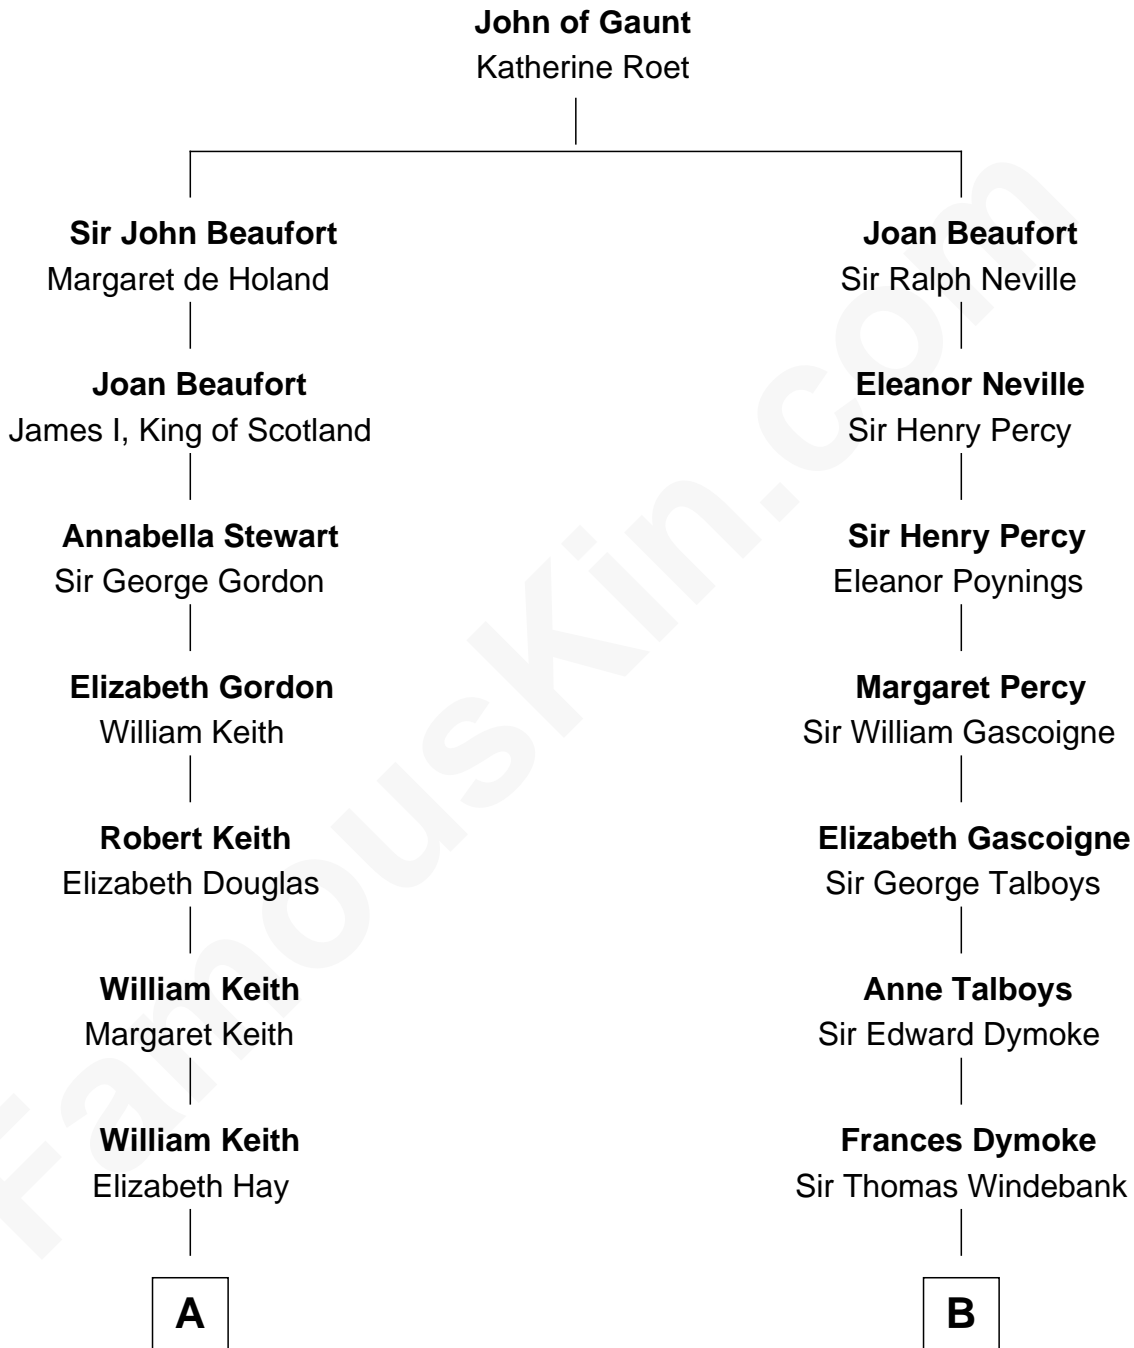 John of Gaunt
Katherine Roet
Sir John Beaufort
Margaret de Holand
Joan Beaufort
James I, King of Scotland
Annabella Stewart
Sir George Gordon
Elizabeth Gordon
William Keith
Robert Keith
Elizabeth Douglas
William Keith
Margaret Keith
William Keith
Elizabeth Hay
A
Joan Beaufort
Sir Ralph Neville
Eleanor Neville
Sir Henry Percy
Sir Henry Percy
Eleanor Poynings
Margaret Percy
Sir William Gascoigne
Elizabeth Gascoigne
Sir George Talboys
Anne Talboys
Sir Edward Dymoke
Frances Dymoke
Sir Thomas Windebank
B
FamousKin.com